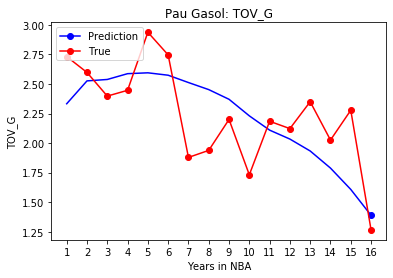 Pau Gasol: TOV_G
Prediction
True
3.00
2.75
2.50
2.25
2.00
1.75
1.50
1.25
TOV_G
1 2 3 4 5 6 7 8 9 10 11 12 13 14 15 16
Years in NBA